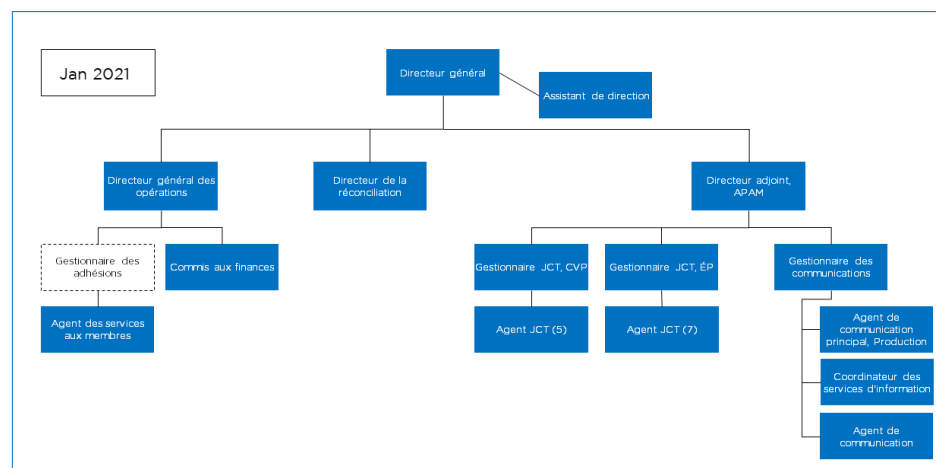 Jan 2021
Directeur général
Assistant de direction
Directeur général des
opérations
Directeur de la
réconciliation
Directeur adjoint,
APAM
Gestionnaire des
adhésions
Commis aux finances
Gestionnaire JCT, CVP
Gestionnaire JCT, ÉP
Gestionnaire des
communications
Agent des services
aux membres
Agent JCT (5)
Agent JCT (7)
Agent de
communication
principal, Production
Coordinateur des
services d'information
Agent de
communication